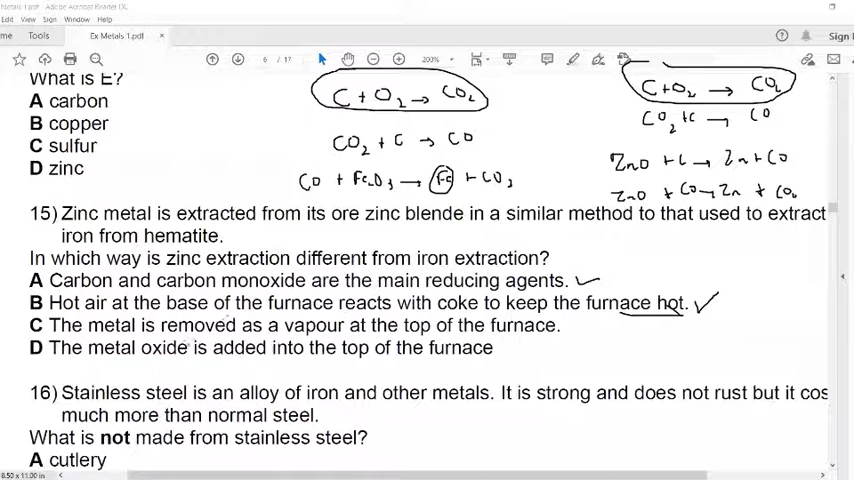 Ex Metals 1.pdf - Adobe Acrobat Reader DC
View Sign Window Help
me Tools Ex Metals 1.pdf × Sign
6 / 17 200%
What is E?
A carbon
B copper
C sulfur
D zinc
C + O2 → CO2
CO2 + C → CO
CO + Fe2O3 → Fe + CO2
C + O2 → CO2
CO2 + C → CO
ZnO + C → Zn + CO
ZnO + CO → Zn + CO2
15) Zinc metal is extracted from its ore zinc blende in a similar method to that used to extract
iron from hematite.
In which way is zinc extraction different from iron extraction?
A Carbon and carbon monoxide are the main reducing agents.
B Hot air at the base of the furnace reacts with coke to keep the furnace hot.
C The metal is removed as a vapour at the top of the furnace.
D The metal oxide is added into the top of the furnace
16) Stainless steel is an alloy of iron and other metals. It is strong and does not rust but it cos
much more than normal steel.
What is not made from stainless steel?
A cutlery
8.50 x 11.00 in